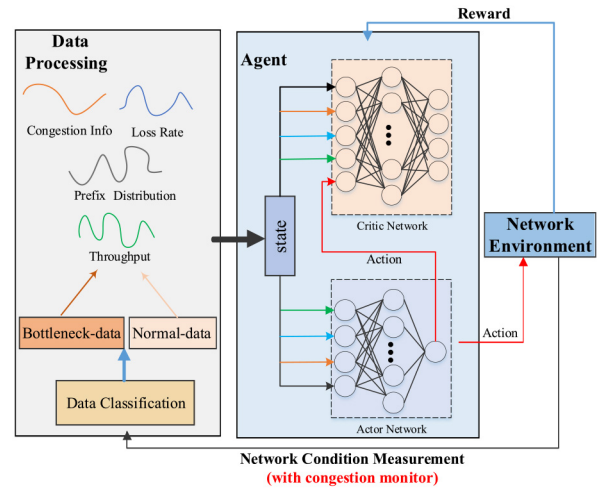 Reward
Data
Processing
Congestion Info
Loss Rate
Prefix Distribution
Throughput
Bottleneck-data
Normal-data
Data Classification
Agent
state
Critic Network
Action
Actor Network
Network
Environment
Action
Network Condition Measurement
(with congestion monitor)